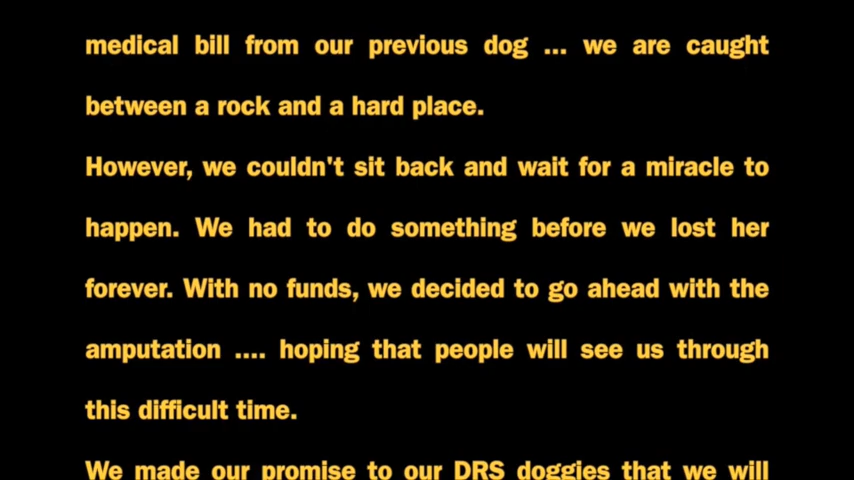 medical bill from our previous dog ... we are caught
between a rock and a hard place.
However, we couldn't sit back and wait for a miracle to
happen. We had to do something before we lost her
forever. With no funds, we decided to go ahead with the
amputation .... hoping that people will see us through
this difficult time.
We made our promise to our DRS doggies that we will